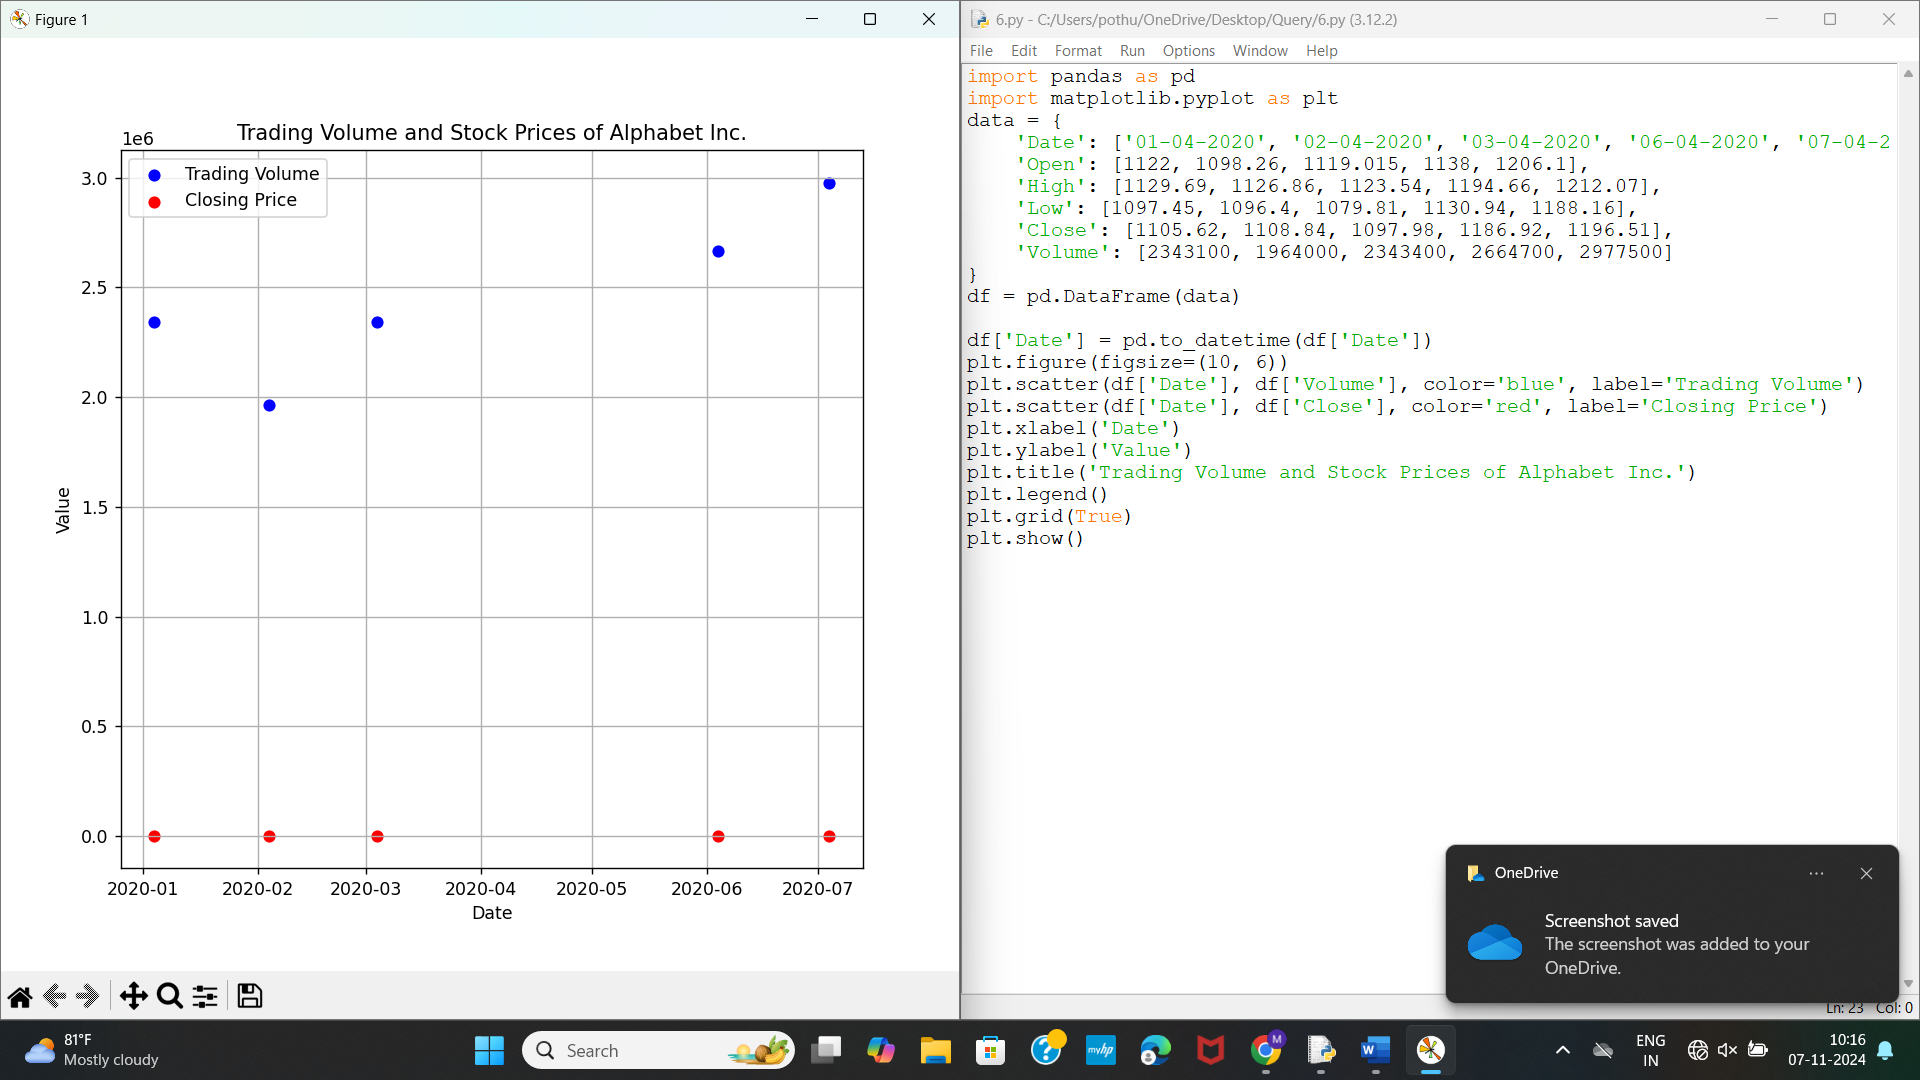 Figure 1
Trading Volume and Stock Prices of Alphabet Inc.
1e6
Trading Volume
Closing Price
3.0
2.5
2.0
1.5
1.0
0.5
0.0
Value
2020-01 2020-02 2020-03 2020-04 2020-05 2020-06 2020-07
Date
6.py - C:/Users/pothu/OneDrive/Desktop/Query/6.py (3.12.2)
File Edit Format Run Options Window Help
import pandas as pd
import matplotlib.pyplot as plt
data = {
    'Date': ['01-04-2020', '02-04-2020', '03-04-2020', '06-04-2020', '07-04-2
    'Open': [1122, 1098.26, 1119.015, 1138, 1206.1],
    'High': [1129.69, 1126.86, 1123.54, 1194.66, 1212.07],
    'Low': [1097.45, 1096.4, 1079.81, 1130.94, 1188.16],
    'Close': [1105.62, 1108.84, 1097.98, 1186.92, 1196.51],
    'Volume': [2343100, 1964000, 2343400, 2664700, 2977500]
}
df = pd.DataFrame(data)
df['Date'] = pd.to_datetime(df['Date'])
plt.figure(figsize=(10, 6))
plt.scatter(df['Date'], df['Volume'], color='blue', label='Trading Volume')
plt.scatter(df['Date'], df['Close'], color='red', label='Closing Price')
plt.xlabel('Date')
plt.ylabel('Value')
plt.title('Trading Volume and Stock Prices of Alphabet Inc.')
plt.legend()
plt.grid(True)
plt.show()
OneDrive
Screenshot saved
The screenshot was added to your
OneDrive.
Ln: 23 Col: 0
81°F
Mostly cloudy
Search
myhp
M
W
ENG
IN
10:16
07-11-2024